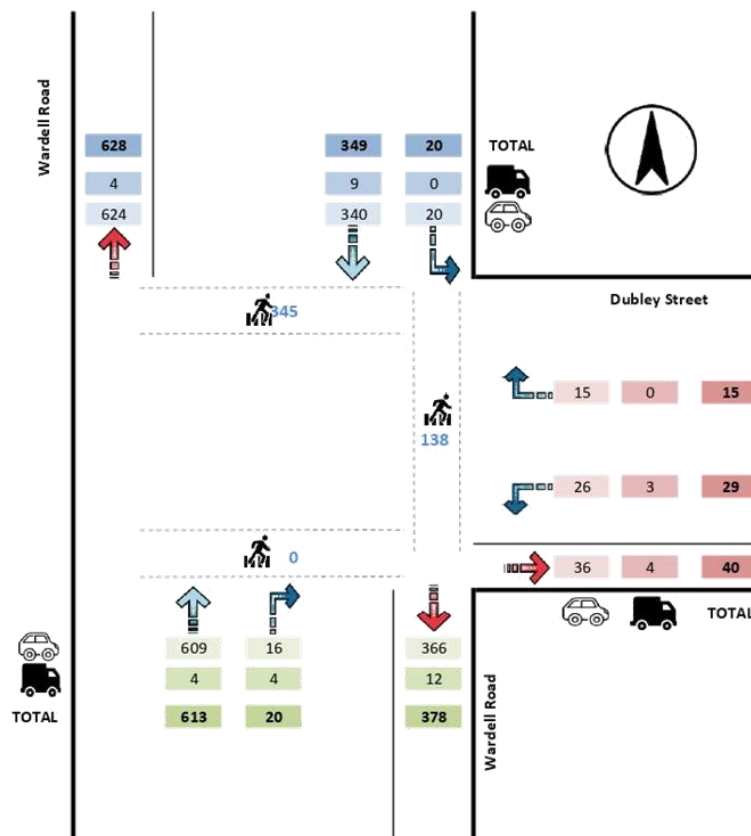 Wardell Road
628 349 20 TOTAL
4 9 0
624 340 20
Dubley Street
345
15 0 15
138
26 3 29
0
36 4 40
TOTAL
609 16 366
4 4 12
TOTAL 613 20 378
Wardell Road